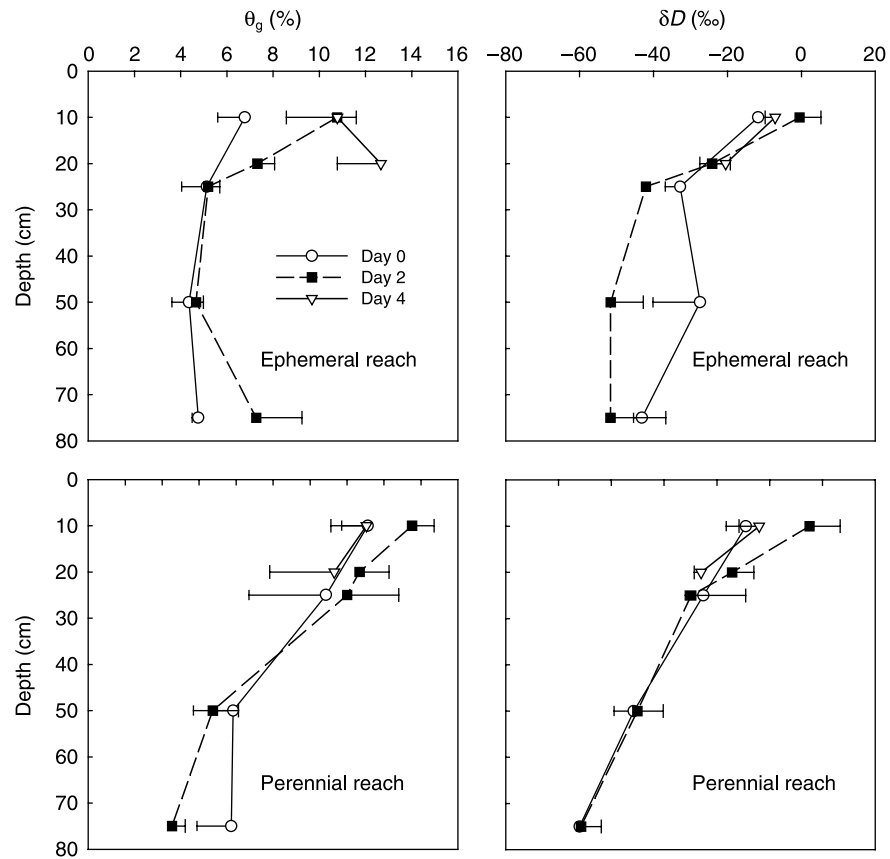 θg (%)
δD (‰)
0 2 4 6 8 10 12 14 16
−80 −60 −40 −20 0 20
0
10
20
30
40
50
60
70
80
Depth (cm)
Day 0
Day 2
Day 4
Ephemeral reach
Ephemeral reach
0
10
20
30
40
50
60
70
80
Depth (cm)
Perennial reach
Perennial reach